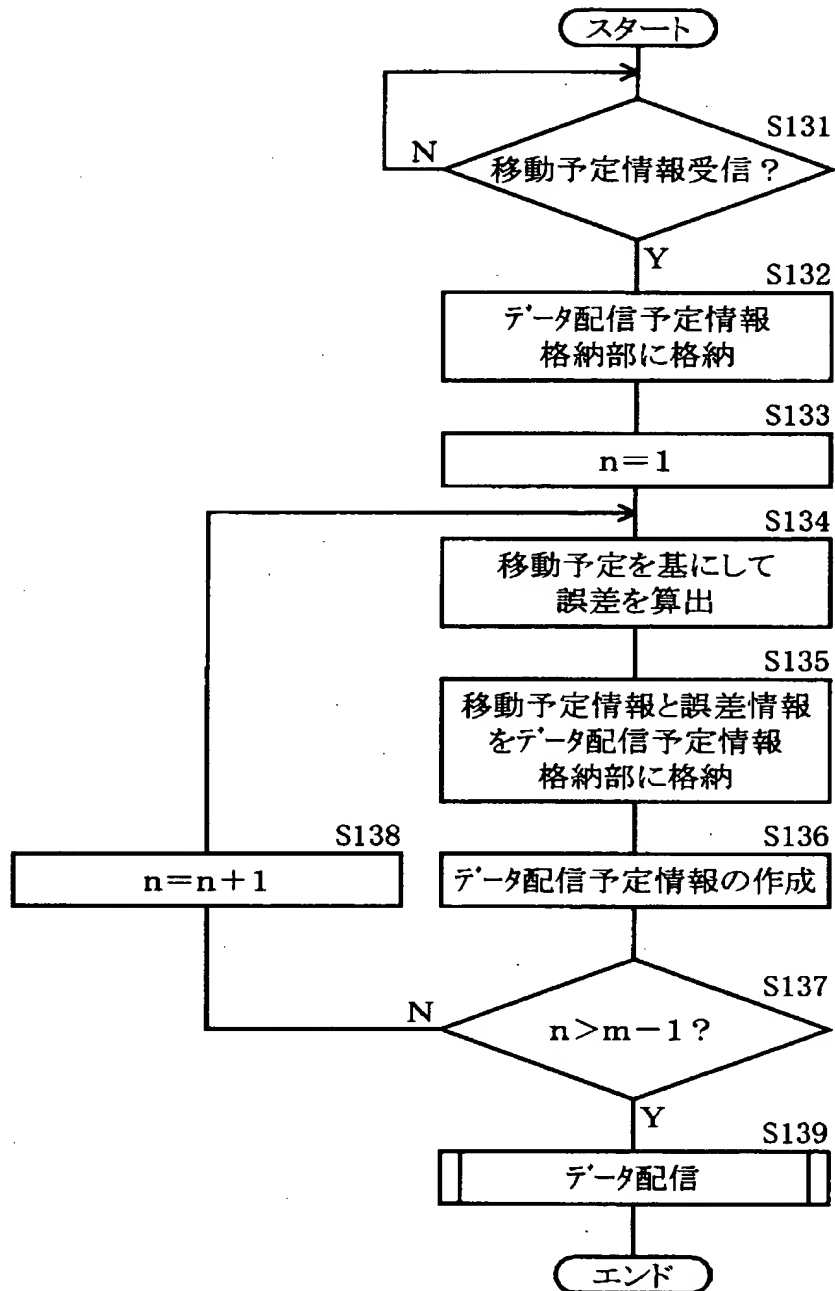 スタート
S131
移動予定情報受信？
N
Y
S132
データ配信予定情報
格納部に格納
S133
n＝1
S134
移動予定を基にして
誤差を算出
S135
移動予定情報と誤差情報
をデータ配信予定情報
格納部に格納
S138
n＝n＋1
S136
データ配信予定情報の作成
S137
N
n＞m－1？
Y
S139
データ配信
エンド